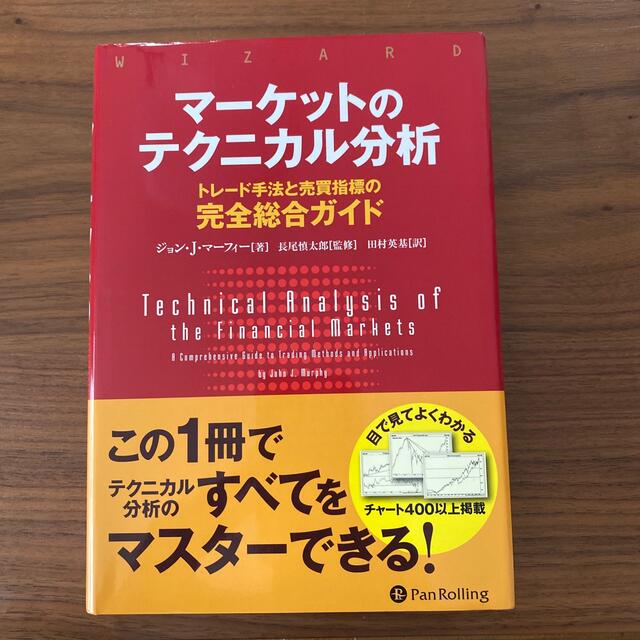 WIZARD
マーケットの
テクニカル分析
トレード手法と売買指標の
完全総合ガイド
ジョン・J・マーフィー[著] 長尾慎太郎[監修] 田村英基[訳]
Technical Analysis of
the Financial Markets
A Comprehensive Guide to Trading Methods and Applications
by John J. Murphy
この1冊で
テクニカル
分析の
すべてを
マスターできる!
目で見てよくわかる
チャート400以上掲載
PanRolling